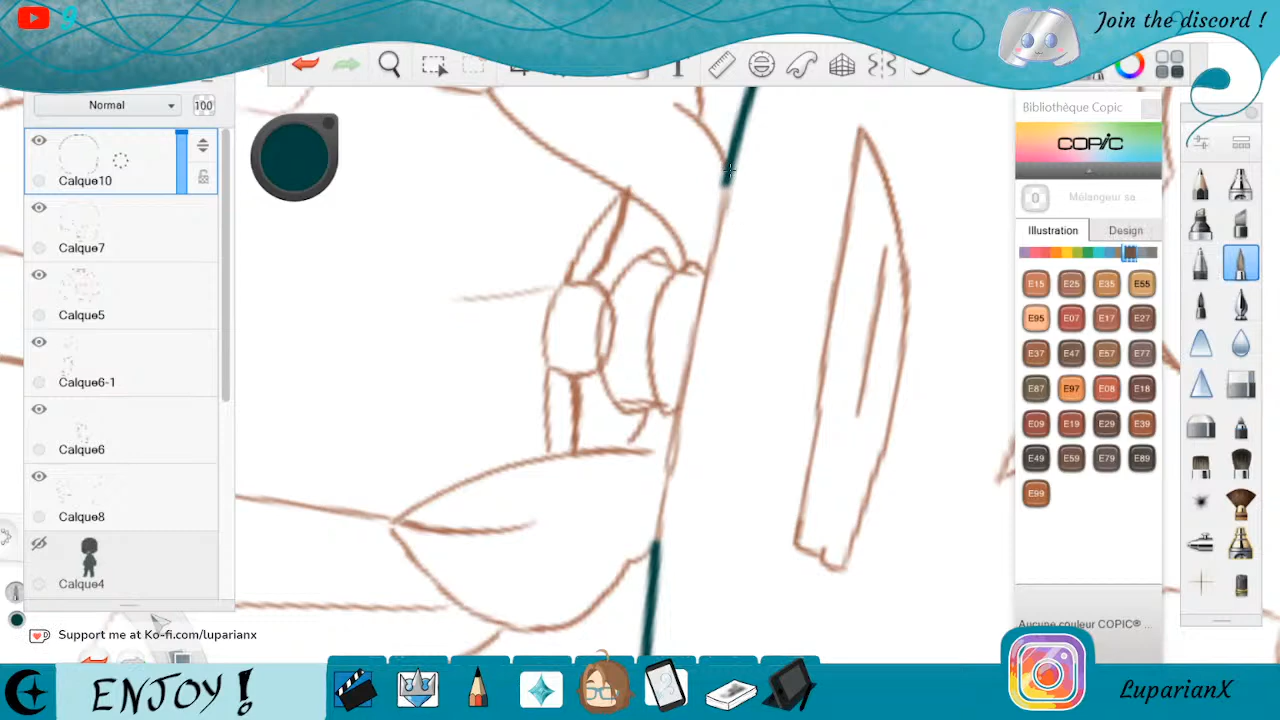 9
Join the discord !
T
Normal
100
Calque10
Calque7
Calque5
Calque6-1
Calque6
Calque8
Calque4
Bibliothèque Copic
COPIC
0
Mélangeur sa
Illustration
Design
E15 E25 E35 E55
E95 E07 E17 E27
E37 E47 E57 E77
E87 E97 E08 E18
E09 E19 E29 E39
E49 E59 E79 E89
E99
Aucune couleur COPIC® ...
Support me at Ko-fi.com/luparianx
ENJOY !
LuparianX